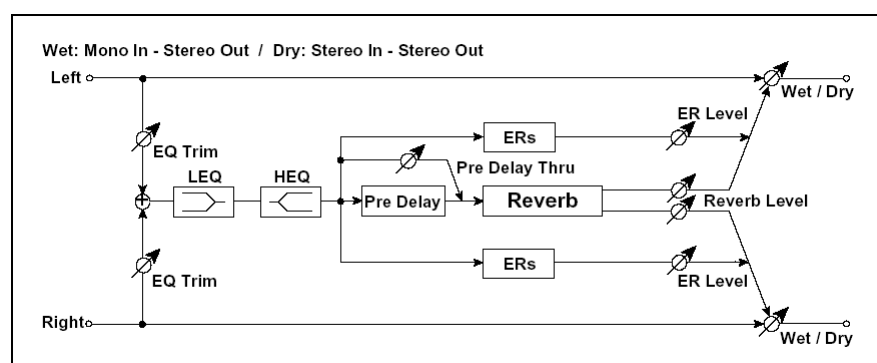 Wet: Mono In - Stereo Out / Dry: Stereo In - Stereo Out
Left
Wet / Dry
ER Level
EQ Trim
ERs
Pre Delay Thru
LEQ
HEQ
Pre Delay
Reverb
Reverb Level
EQ Trim
ERs
ER Level
Right
Wet / Dry